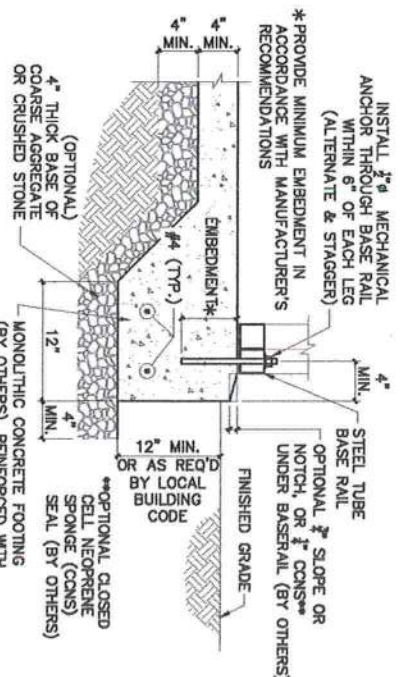 INSTALL ½"ø MECHANICAL
ANCHOR THROUGH BASE RAIL
WITHIN 6" OF EACH LEG
(ALTERNATE & STAGGER)
*PROVIDE MINIMUM EMBEDMENT IN
ACCORDANCE WITH MANUFACTURER'S
RECOMMENDATIONS
4"
MIN.
STEEL TUBE
BASE RAIL
OPTIONAL SLOPE OR
NOTCH, OR CCNS**
UNDER BASERAIL (BY OTHERS)
4"
MIN.
4"
MIN.
EMBEDMENT*
#4 (TYP.)
FINISHED GRADE
12" MIN.
OR AS REQ'D
BY LOCAL
BUILDING
CODE
(OPTIONAL)
4" THICK BASE OF
COARSE AGGREGATE
OR CRUSHED STONE
12"
MIN.
4"
**OPTIONAL CLOSED
CELL NEOPRENE
SPONGE (CCNS)
SEAL (BY OTHERS)
MONOLITHIC CONCRETE FOOTING
(BY OTHERS) REINFORCED WITH